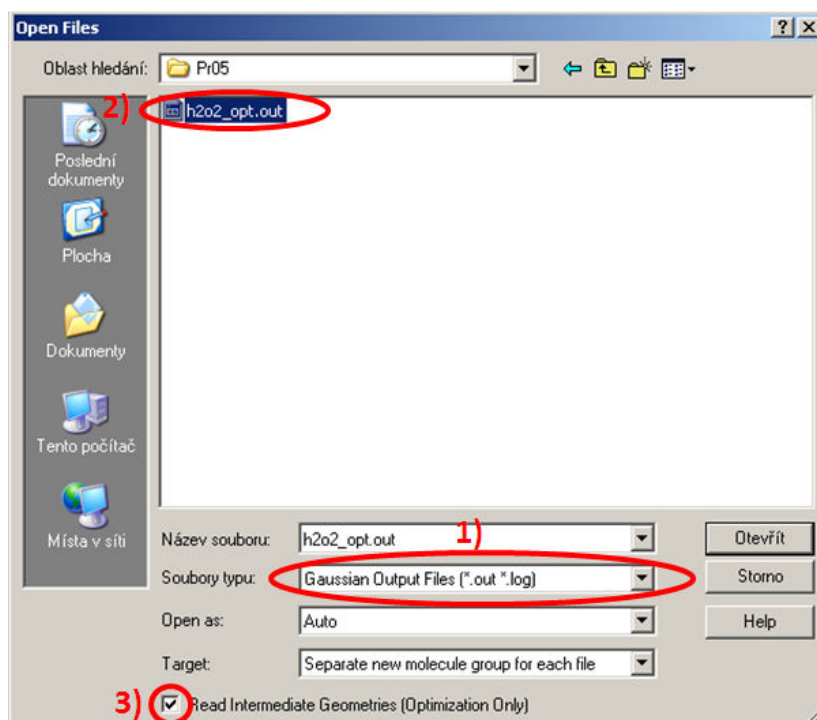 Open Files
Oblast hledání: Pr05
2) h2o2_opt.out
Poslední
dokumenty
Plocha
Dokumenty
Tento počítač
Místa v síti
1)
Název souboru: h2o2_opt.out Otevřít
Soubory typu: Gaussian Output Files (*.out *.log) Storno
Open as: Auto Help
Target: Separate new molecule group for each file
3) Read Intermediate Geometries (Optimization Only)